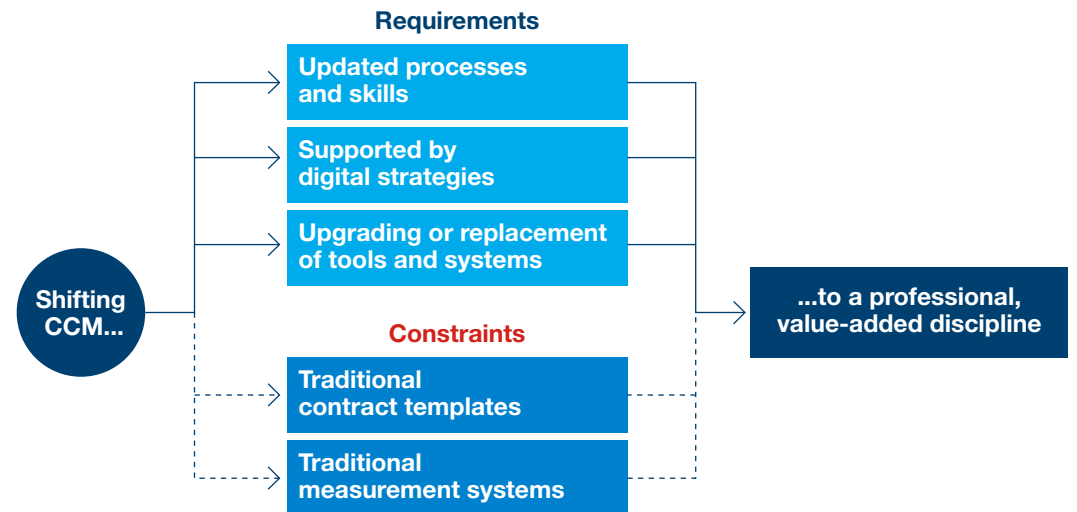 Requirements
Updated processes
and skills
Supported by
digital strategies
Upgrading or replacement
of tools and systems
Shifting
CCM...
...to a professional,
value-added discipline
Constraints
Traditional
contract templates
Traditional
measurement systems